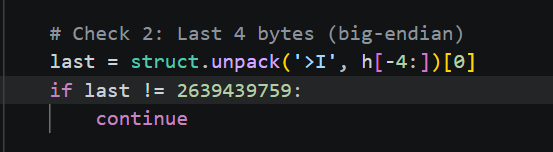 # Check 2: Last 4 bytes (big-endian)
last = struct.unpack('>I', h[-4:])[0]
if last != 2639439759:
continue